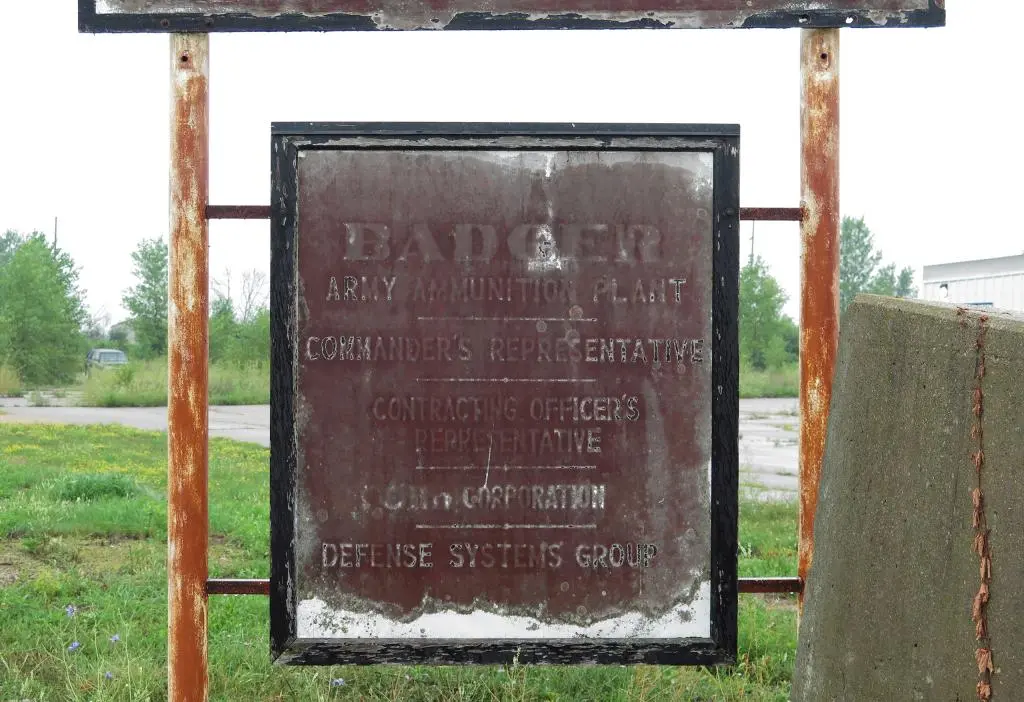 BADGER
ARMY AMMUNITION PLANT
COMMANDER'S REPRESENTATIVE
CONTRACTING OFFICER'S
REPRESENTATIVE
CORPORATION
DEFENSE SYSTEMS GROUP